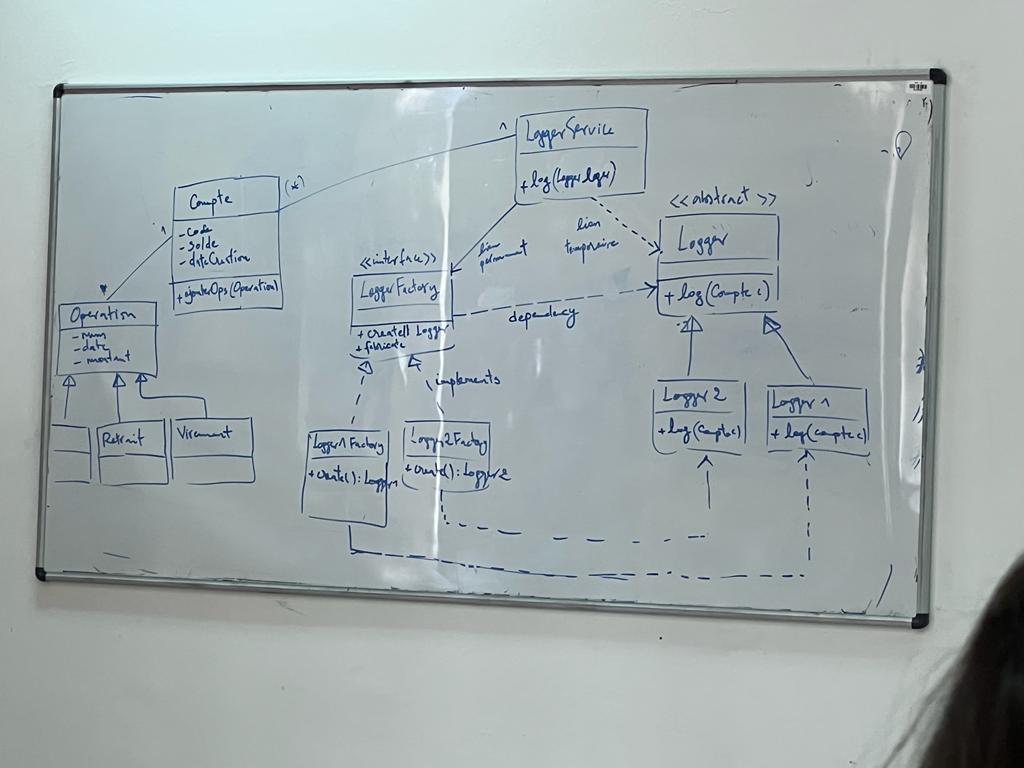 LoggerService
+ log(Logger lger)
1
(*)
Compte
- Code
- Solde
- dateCreation
+ ajouterOps(Operation)
1
*
Operation
- num
- date
- montant
Retrait
Virement
<<interface>>
LoggerFactory
+ create() Logger
+ fabricate
lien
permanent
lien
temporaire
<<abstract>>
Logger
+ log(Compte c)
dependency
implements
Logger1Factory
+ create(): Logger1
Logger2Factory
+ create(): Logger2
Logger 2
+ log(Compte c)
Logger 1
+ log(compte c)